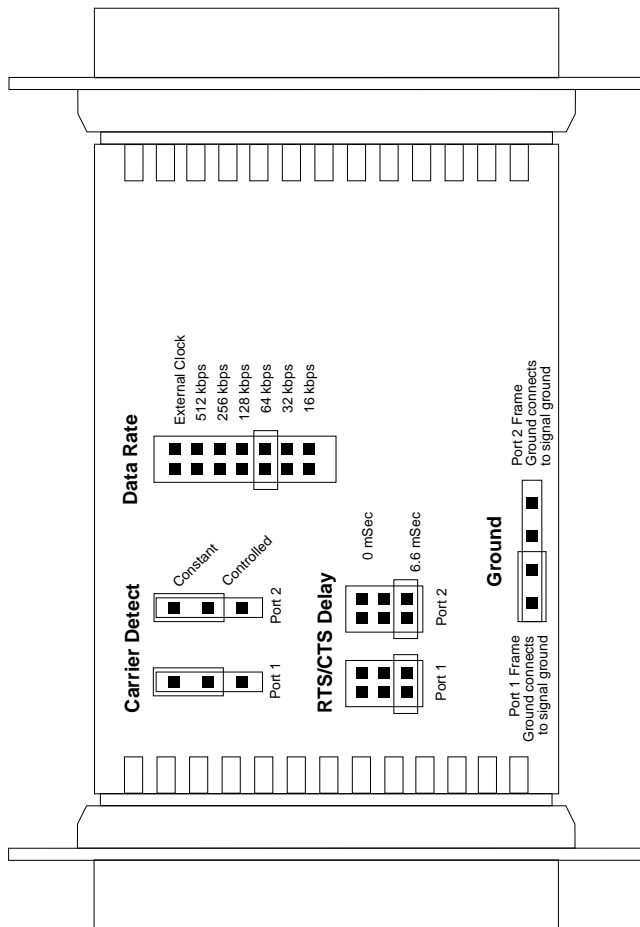 Data Rate
External Clock
512 kbps
256 kbps
128 kbps
64 kbps
32 kbps
16 kbps
Carrier Detect
Constant
Controlled
Port 1
Port 2
RTS/CTS Delay
0 mSec
6.6 mSec
Port 1
Port 2
Ground
Port 1 Frame
Ground connects
to signal ground
Port 2 Frame
Ground connects
to signal ground